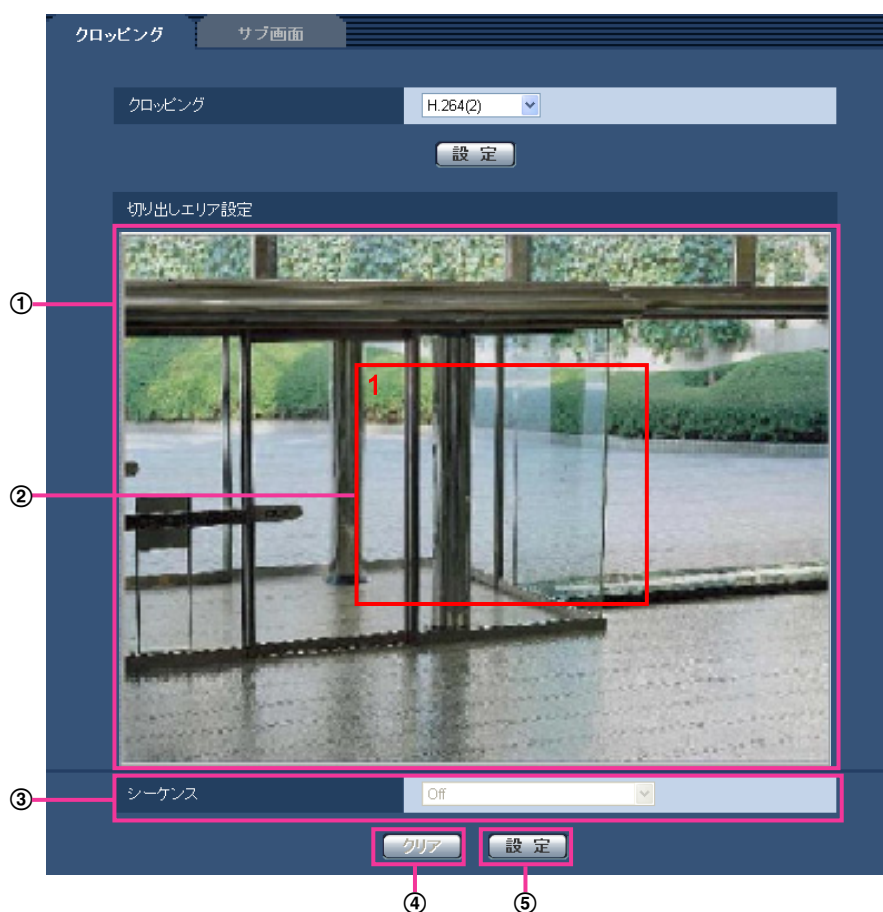 クロッピング サブ画面
クロッピング H.264(2)
設 定
切り出しエリア設定
①
1
②
③ シーケンス Off
クリア 設 定
④ ⑤